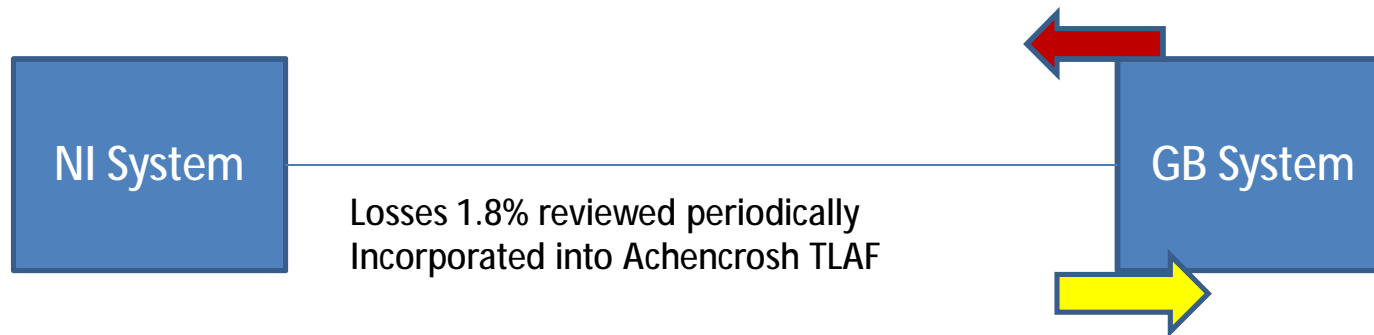 NI System
GB System
Losses 1.8% reviewed periodically
Incorporated into Achencrosh TLAF